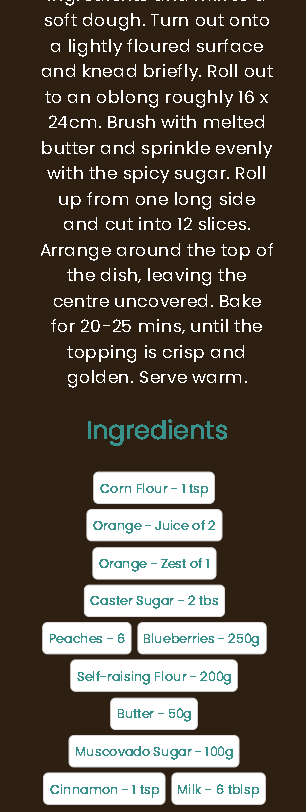 soft dough. Turn out onto
a lightly floured surface
and knead briefly. Roll out
to an oblong roughly 16 x
24cm. Brush with melted
butter and sprinkle evenly
with the spicy sugar. Roll
up from one long side
and cut into 12 slices.
Arrange around the top of
the dish, leaving the
centre uncovered. Bake
for 20-25 mins, until the
topping is crisp and
golden. Serve warm.
Ingredients
Corn Flour - 1 tsp
Orange - Juice of 2
Orange - Zest of 1
Caster Sugar - 2 tbs
Peaches - 6 Blueberries - 250g
Self-raising Flour - 200g
Butter - 50g
Muscovado Sugar - 100g
Cinnamon - 1 tsp Milk - 6 tblsp